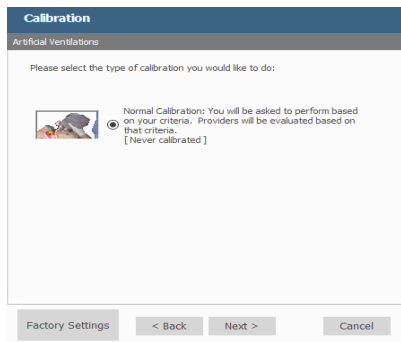 Calibration
Artificial Ventilations
Please select the type of calibration you would like to do:
Normal Calibration: You will be asked to perform based
on your criteria.  Providers will be evaluated based on
that criteria.
[ Never calibrated ]
Factory Settings
< Back
Next >
Cancel